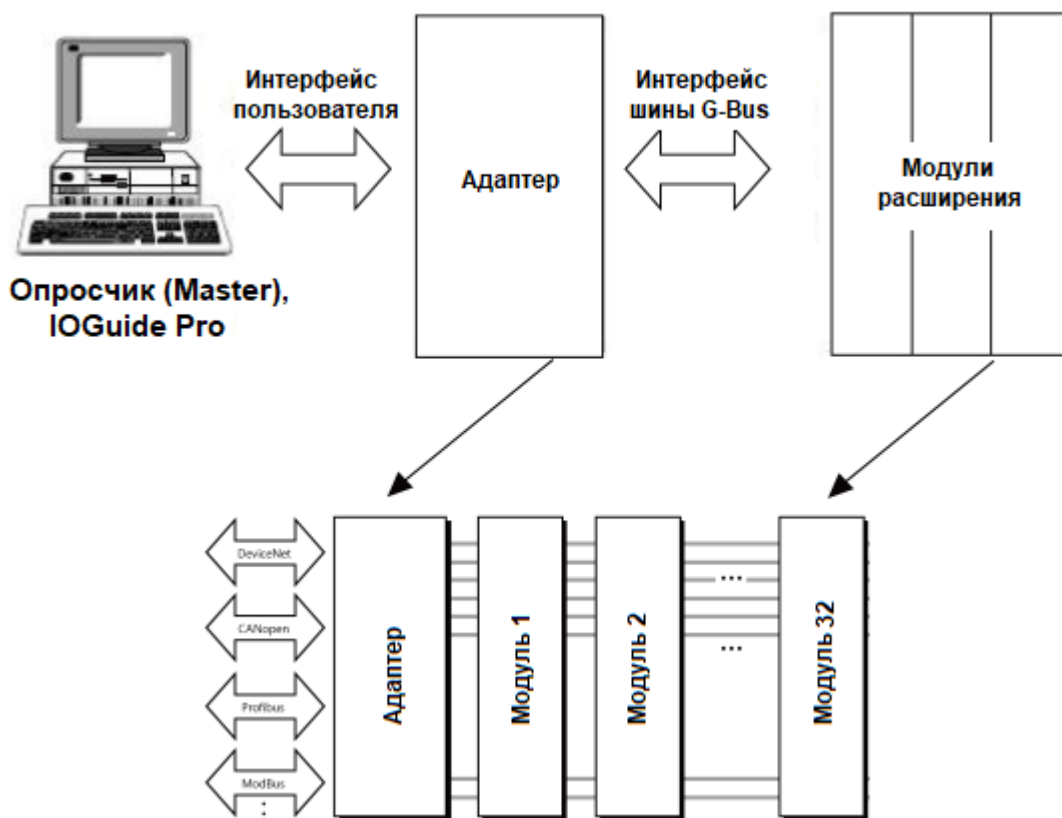 Интерфейс
пользователя
Интерфейс
шины G-Bus
Адаптер
Модули
расширения
Опросчик (Master),
IOGuide Pro
DeviceNet
CANopen
Profibus
ModBus
:
Адаптер
Модуль 1
Модуль 2
...
...
Модуль 32